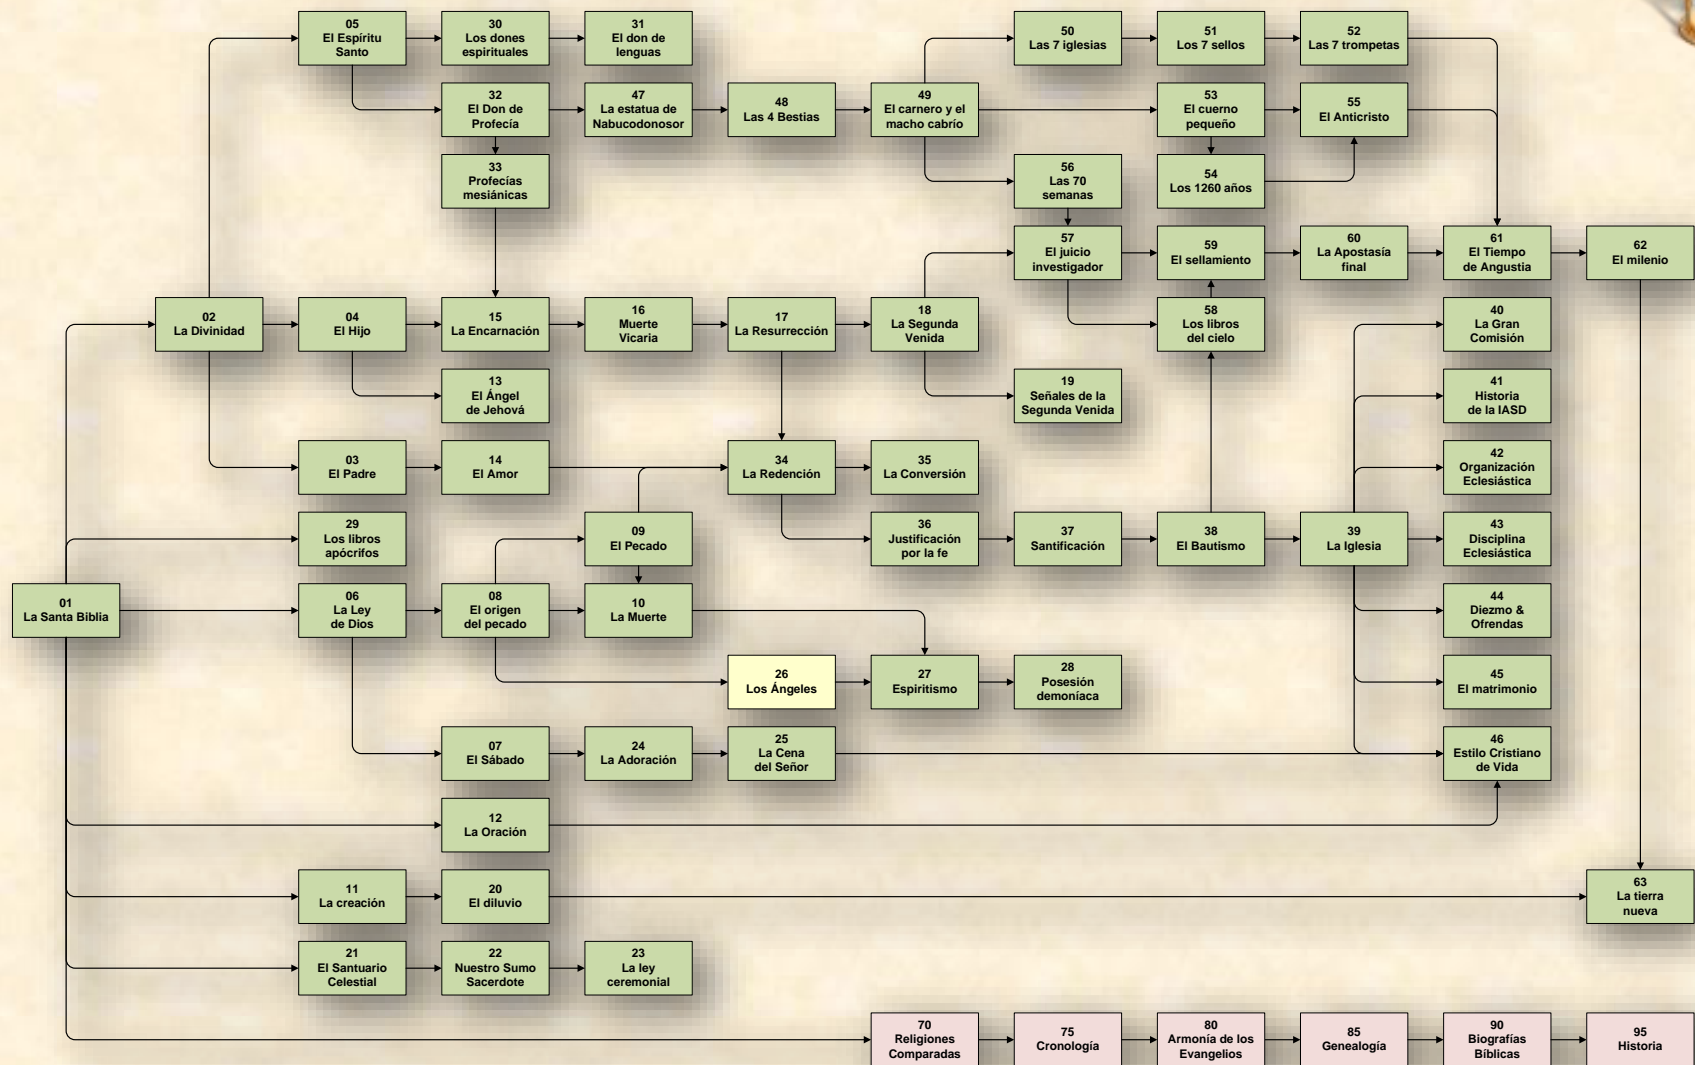 05
El Espíritu
Santo
30
Los dones
espirituales
31
El don de
lenguas
50
Las 7 iglesias
51
Los 7 sellos
52
Las 7 trompetas
32
El Don de
Profecía
47
La estatua de
Nabucodonosor
48
Las 4 Bestias
49
El carnero y el
macho cabrío
53
El cuerno
pequeño
55
El Anticristo
33
Profecías
mesiánicas
56
Las 70
semanas
54
Los 1260 años
57
El juicio
investigador
59
El sellamiento
60
La Apostasía
final
61
El Tiempo
de Angustia
62
El milenio
02
La Divinidad
04
El Hijo
15
La Encarnación
16
Muerte
Vicaria
17
La Resurrección
18
La Segunda
Venida
58
Los libros
del cielo
40
La Gran
Comisión
13
El Ángel
de Jehová
19
Señales de la
Segunda Venida
41
Historia
de la IASD
03
El Padre
14
El Amor
34
La Redención
35
La Conversión
42
Organización
Eclesiástica
29
Los libros
apócrifos
09
El Pecado
36
Justificación
por la fe
37
Santificación
38
El Bautismo
39
La Iglesia
43
Disciplina
Eclesiástica
01
La Santa Biblia
06
La Ley
de Dios
08
El origen
del pecado
10
La Muerte
44
Diezmo &
Ofrendas
26
Los Ángeles
27
Espiritismo
28
Posesión
demoníaca
45
El matrimonio
07
El Sábado
24
La Adoración
25
La Cena
del Señor
46
Estilo Cristiano
de Vida
12
La Oración
11
La creación
20
El diluvio
63
La tierra
nueva
21
El Santuario
Celestial
22
Nuestro Sumo
Sacerdote
23
La ley
ceremonial
70
Religiones
Comparadas
75
Cronología
80
Armonía de los
Evangelios
85
Genealogía
90
Biografías
Bíblicas
95
Historia